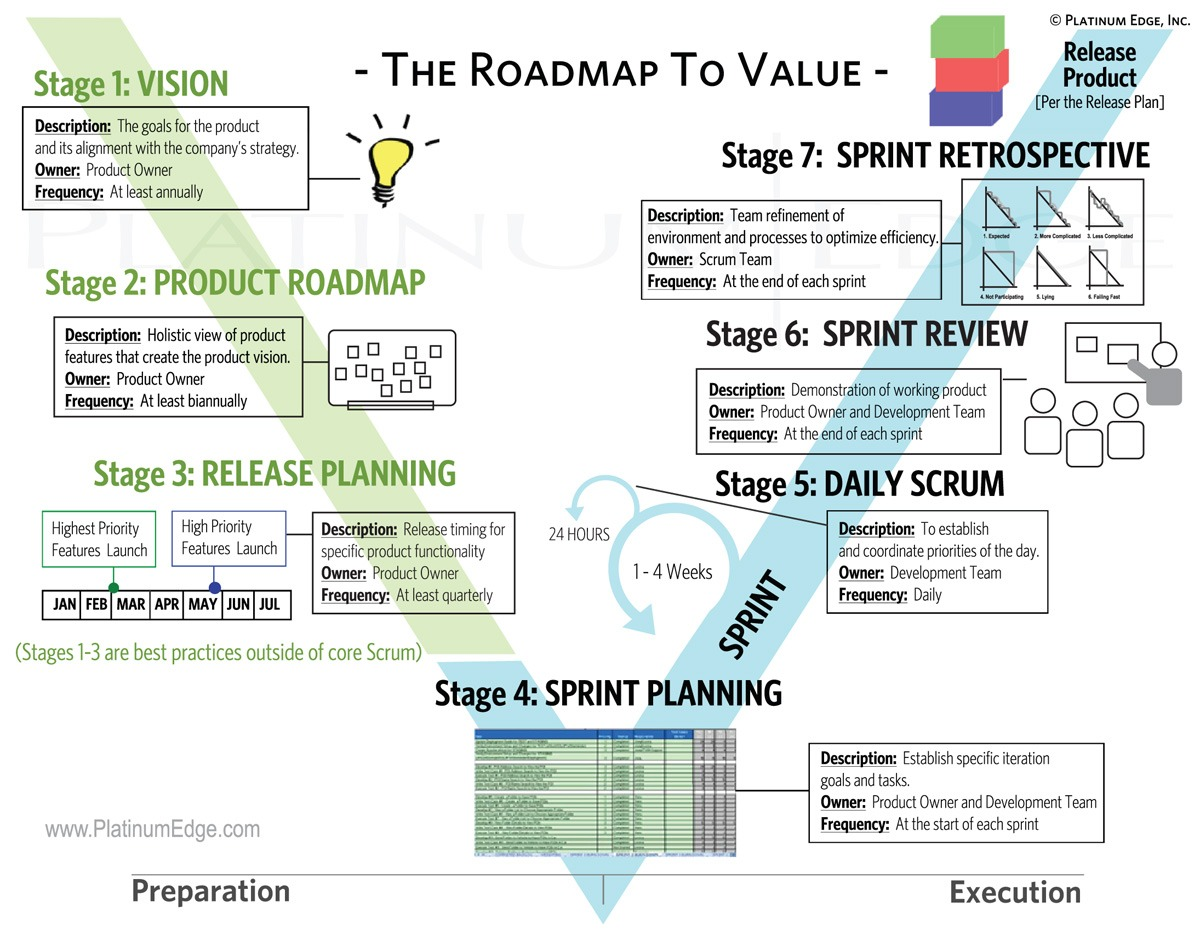 © Platinum Edge, Inc.
- The Roadmap To Value -
Release
Product
[Per the Release Plan]
Stage 1: VISION
Description: The goals for the product
and its alignment with the company's strategy.
Owner: Product Owner
Frequency: At least annually
PLATINUM EDGE
Stage 2: PRODUCT ROADMAP
Description: Holistic view of product
features that create the product vision.
Owner: Product Owner
Frequency: At least biannually
Stage 3: RELEASE PLANNING
Highest Priority
Features Launch
High Priority
Features Launch
JAN FEB MAR APR MAY JUN JUL
Description: Release timing for
specific product functionality
Owner: Product Owner
Frequency: At least quarterly
(Stages 1-3 are best practices outside of core Scrum)
Stage 4: SPRINT PLANNING
Description: Establish specific iteration
goals and tasks.
Owner: Product Owner and Development Team
Frequency: At the start of each sprint
24 HOURS
1 - 4 Weeks
SPRINT
Stage 5: DAILY SCRUM
Description: To establish
and coordinate priorities of the day.
Owner: Development Team
Frequency: Daily
Stage 6: SPRINT REVIEW
Description: Demonstration of working product
Owner: Product Owner and Development Team
Frequency: At the end of each sprint
Stage 7: SPRINT RETROSPECTIVE
Description: Team refinement of
environment and processes to optimize efficiency.
Owner: Scrum Team
Frequency: At the end of each sprint
1. Expected
2. More Complicated
3. Less Complicated
4. Not Participating
5. Lying
6. Failing Fast
www.PlatinumEdge.com
Preparation
Execution